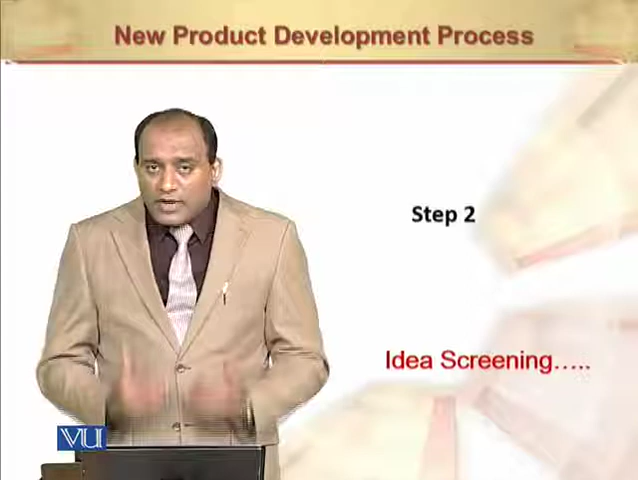 New Product Development Process
Step 2
Idea Screening.....
VU